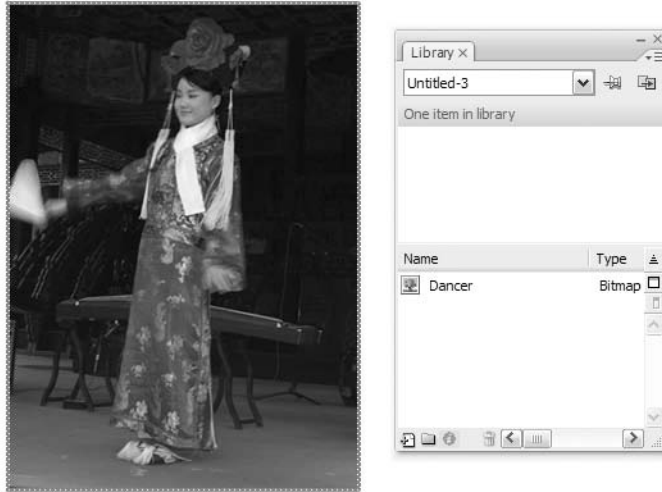 Library
Untitled-3
One item in library
Name Type
Dancer Bitmap